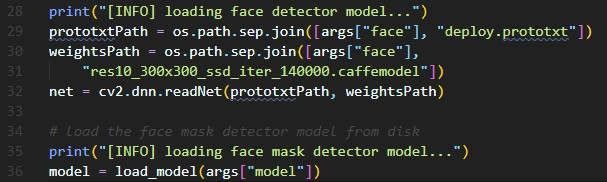 28 print("[INFO] loading face detector model...")
29 prototxtPath = os.path.sep.join([args["face"], "deploy.prototxt"])
30 weightsPath = os.path.sep.join([args["face"],
31     "res10_300x300_ssd_iter_140000.caffemodel"])
32 net = cv2.dnn.readNet(prototxtPath, weightsPath)
33
34 # load the face mask detector model from disk
35 print("[INFO] loading face mask detector model...")
36 model = load_model(args["model"])